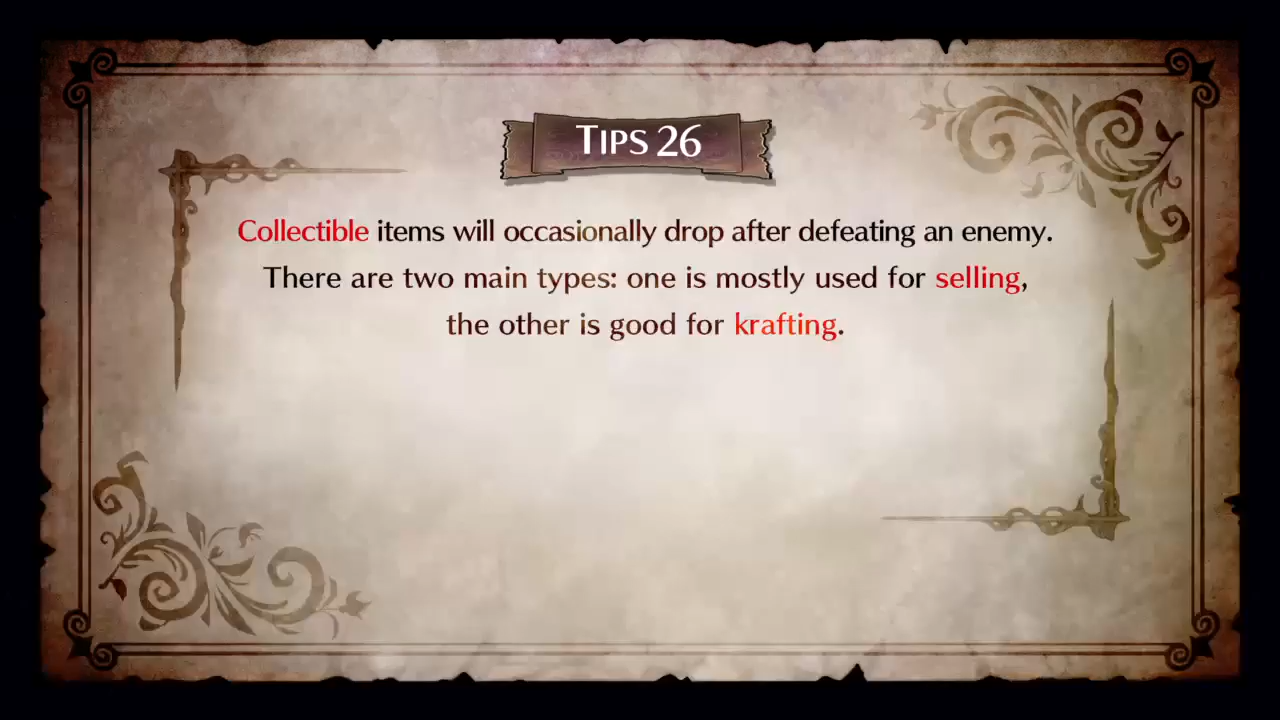 TIPS 26
Collectible items will occasionally drop after defeating an enemy.
There are two main types: one is mostly used for selling,
the other is good for krafting.